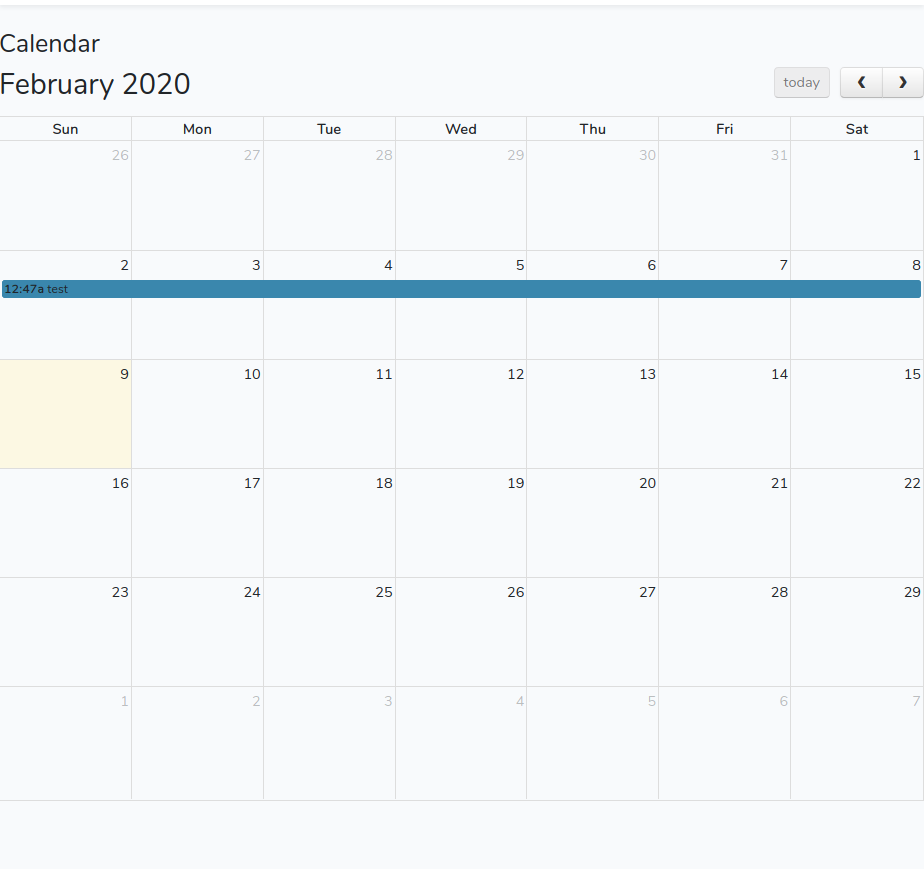 Calendar
February 2020
today
Sun Mon Tue Wed Thu Fri Sat
26 27 28 29 30 31 1
2 3 4 5 6 7 8
12:47a test
9 10 11 12 13 14 15
16 17 18 19 20 21 22
23 24 25 26 27 28 29
1 2 3 4 5 6 7